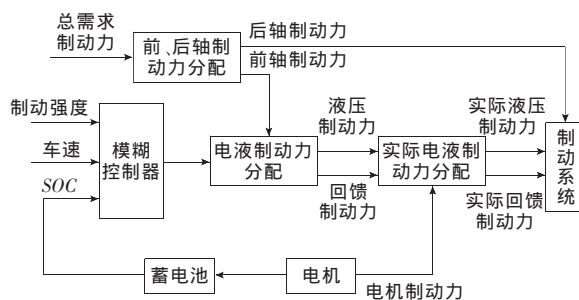 总需求
制动力
前、后轴制
动力分配
后轴制动力
前轴制动力
制动强度
车速
SOC
模糊
控制器
电液制动力
分配
液压
制动力
回馈
制动力
实际电液制
动力分配
实际液压
制动力
实际回馈
制动力
制动系统
蓄电池
电机
电机制动力